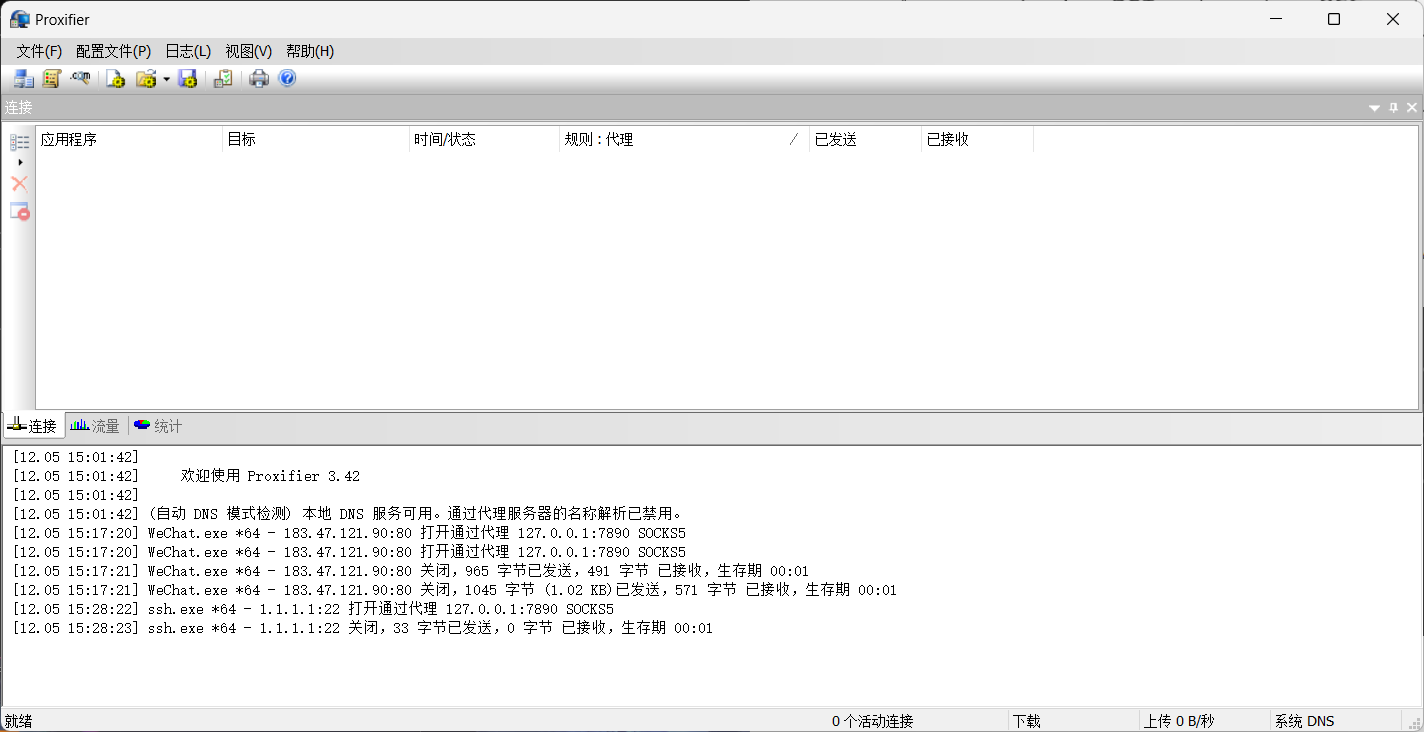 Proxifier
文件(F) 配置文件(P) 日志(L) 视图(V) 帮助(H)
.com
连接
应用程序 目标 时间/状态 规则 : 代理 已发送 已接收
连接 流量 统计
[12.05 15:01:42]
[12.05 15:01:42] 欢迎使用 Proxifier 3.42
[12.05 15:01:42]
[12.05 15:01:42] (自动 DNS 模式检测) 本地 DNS 服务可用。通过代理服务器的名称解析已禁用。
[12.05 15:17:20] WeChat.exe *64 - 183.47.121.90:80 打开通过代理 127.0.0.1:7890 SOCKS5
[12.05 15:17:20] WeChat.exe *64 - 183.47.121.90:80 打开通过代理 127.0.0.1:7890 SOCKS5
[12.05 15:17:21] WeChat.exe *64 - 183.47.121.90:80 关闭，965 字节已发送，491 字节 已接收，生存期 00:01
[12.05 15:17:21] WeChat.exe *64 - 183.47.121.90:80 关闭，1045 字节 (1.02 KB)已发送，571 字节 已接收，生存期 00:01
[12.05 15:28:22] ssh.exe *64 - 1.1.1.1:22 打开通过代理 127.0.0.1:7890 SOCKS5
[12.05 15:28:23] ssh.exe *64 - 1.1.1.1:22 关闭，33 字节已发送，0 字节 已接收，生存期 00:01
就绪 0 个活动连接 下载 上传 0 B/秒 系统 DNS